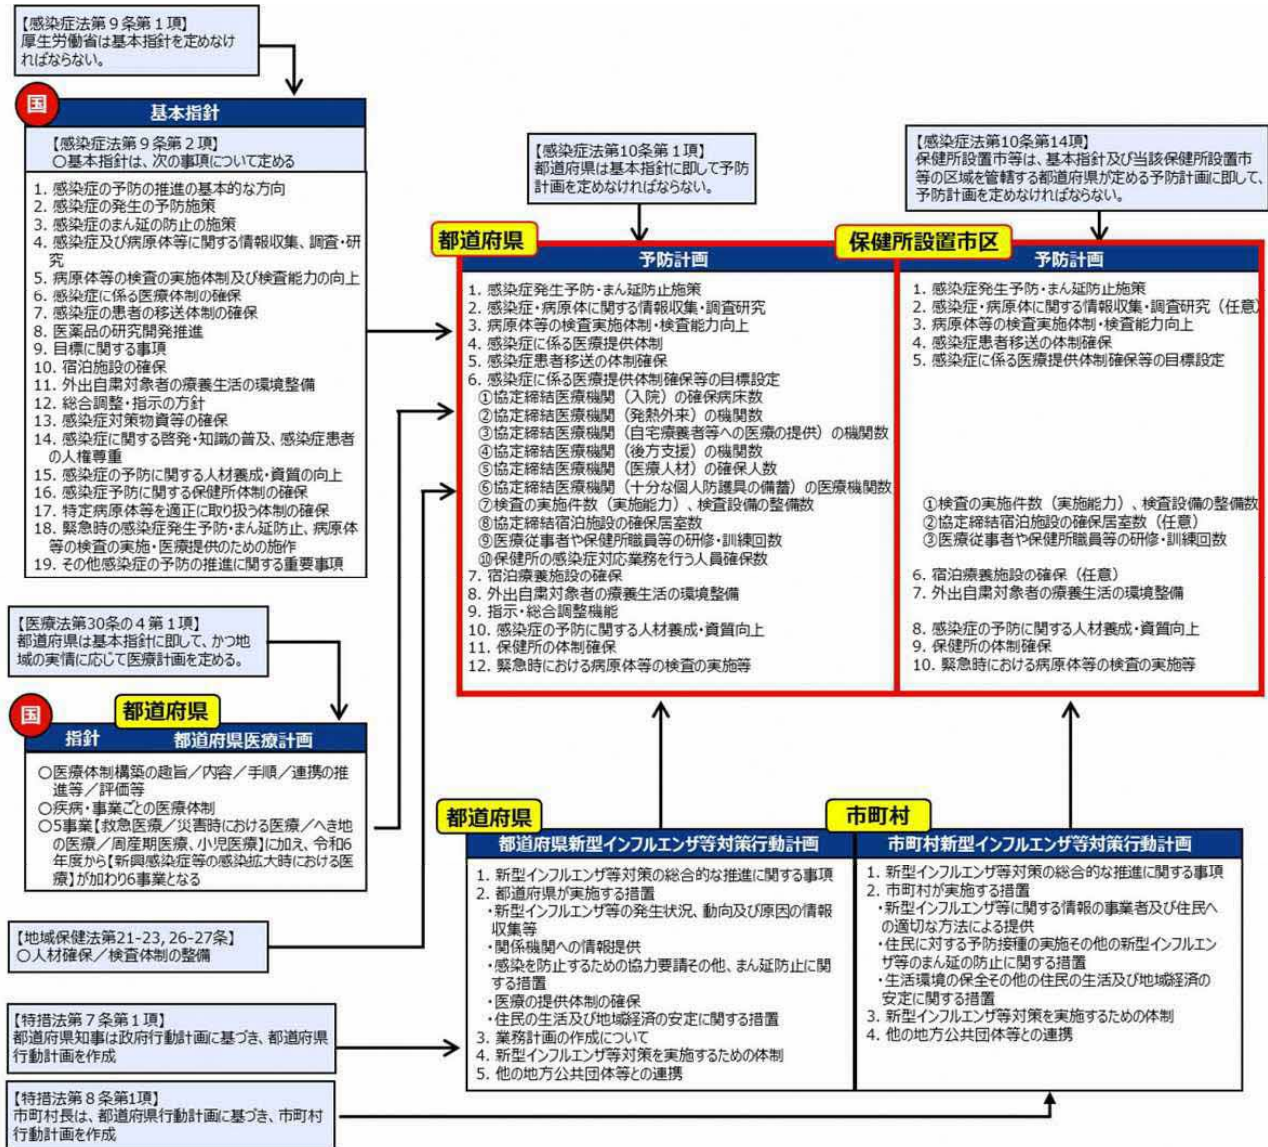 【感染症法第９条第１項】
厚生労働省は基本指針を定めなけ
ればならない。
国
基本指針
【感染症法第９条第２項】
○基本指針は、次の事項について定める
1. 感染症の予防の推進の基本的な方向
2. 感染症の発生の予防施策
3. 感染症のまん延の防止の施策
4. 感染症及び病原体等に関する情報収集、調査・研
究
5. 病原体等の検査の実施体制及び検査能力の向上
6. 感染症に係る医療体制の確保
7. 感染症の患者の移送体制の確保
8. 医薬品の研究開発推進
9. 目標に関する事項
10. 宿泊施設の確保
11. 外出自粛対象者の療養生活の環境整備
12. 総合調整・指示の方針
13. 感染症対策物資等の確保
14. 感染症に関する啓発・知識の普及、感染症患者
の人権尊重
15. 感染症の予防に関する人材養成・資質の向上
16. 感染症予防に関する保健所体制の確保
17. 特定病原体等を適正に取り扱う体制の確保
18. 緊急時の感染症発生予防・まん延防止、病原体
等の検査の実施・医療提供のための施作
19. その他感染症の予防の推進に関する重要事項
【医療法第30条の４第１項】
都道府県は基本指針に即して、かつ地
域の実情に応じて医療計画を定める。
国
都道府県
指針 都道府県医療計画
○医療体制構築の趣旨／内容／手順／連携の推
進等／評価等
○疾病・事業ごとの医療体制
○5事業【救急医療／災害時における医療／へき地
の医療／周産期医療、小児医療】に加え、令和6
年度から【新興感染症等の感染拡大時における医
療】が加わり6事業となる
【地域保健法第21-23, 26-27条】
○人材確保／検査体制の整備
【特措法第７条第１項】
都道府県知事は政府行動計画に基づき、都道府県
行動計画を作成
【特措法第８条第1項】
市町村長は、都道府県行動計画に基づき、市町村
行動計画を作成
【感染症法第10条第１項】
都道府県は基本指針に即して予防
計画を定めなければならない。
都道府県
予防計画
1. 感染症発生予防・まん延防止施策
2. 感染症・病原体に関する情報収集・調査研究
3. 病原体等の検査実施体制・検査能力向上
4. 感染症に係る医療提供体制
5. 感染症患者移送の体制確保
6. 感染症に係る医療提供体制確保等の目標設定
①協定締結医療機関（入院）の確保病床数
②協定締結医療機関（発熱外来）の機関数
③協定締結医療機関（自宅療養者等への医療の提供）の機関数
④協定締結医療機関（後方支援）の機関数
⑤協定締結医療機関（医療人材）の確保人数
⑥協定締結医療機関（十分な個人防護具の備蓄）の医療機関数
⑦検査の実施件数（実施能力）、検査設備の整備数
⑧協定締結宿泊施設の確保居室数
⑨医療従事者や保健所職員等の研修・訓練回数
⑩保健所の感染症対応業務を行う人員確保数
7. 宿泊療養施設の確保
8. 外出自粛対象者の療養生活の環境整備
9. 指示・総合調整機能
10. 感染症の予防に関する人材養成・資質向上
11. 保健所の体制確保
12. 緊急時における病原体等の検査の実施等
【感染症法第10条第14項】
保健所設置市等は、基本指針及び当該保健所設置市
等の区域を管轄する都道府県が定める予防計画に即して、
予防計画を定めなければならない。
保健所設置市区
予防計画
1. 感染症発生予防・まん延防止施策
2. 感染症・病原体に関する情報収集・調査研究（任意）
3. 病原体等の検査実施体制・検査能力向上
4. 感染症患者移送の体制確保
5. 感染症に係る医療提供体制確保等の目標設定
①検査の実施件数（実施能力）、検査設備の整備数
②協定締結宿泊施設の確保居室数（任意）
③医療従事者や保健所職員等の研修・訓練回数
6. 宿泊療養施設の確保（任意）
7. 外出自粛対象者の療養生活の環境整備
8. 感染症の予防に関する人材養成・資質向上
9. 保健所の体制確保
10. 緊急時における病原体等の検査の実施等
都道府県
都道府県新型インフルエンザ等対策行動計画
1. 新型インフルエンザ等対策の総合的な推進に関する事項
2. 都道府県が実施する措置
・新型インフルエンザ等の発生状況、動向及び原因の情報
収集等
・関係機関への情報提供
・感染を防止するための協力要請その他、まん延防止に関
する措置
・医療の提供体制の確保
・住民の生活及び地域経済の安定に関する措置
3. 業務計画の作成について
4. 新型インフルエンザ等対策を実施するための体制
5. 他の地方公共団体等との連携
市町村
市町村新型インフルエンザ等対策行動計画
1. 新型インフルエンザ等対策の総合的な推進に関する事項
2. 市町村が実施する措置
・新型インフルエンザ等に関する情報の事業者及び住民へ
の適切な方法による提供
・住民に対する予防接種の実施その他の新型インフルエン
ザ等のまん延の防止に関する措置
・生活環境の保全その他の住民の生活及び地域経済の
安定に関する措置
3. 新型インフルエンザ等対策を実施するための体制
4. 他の地方公共団体等との連携